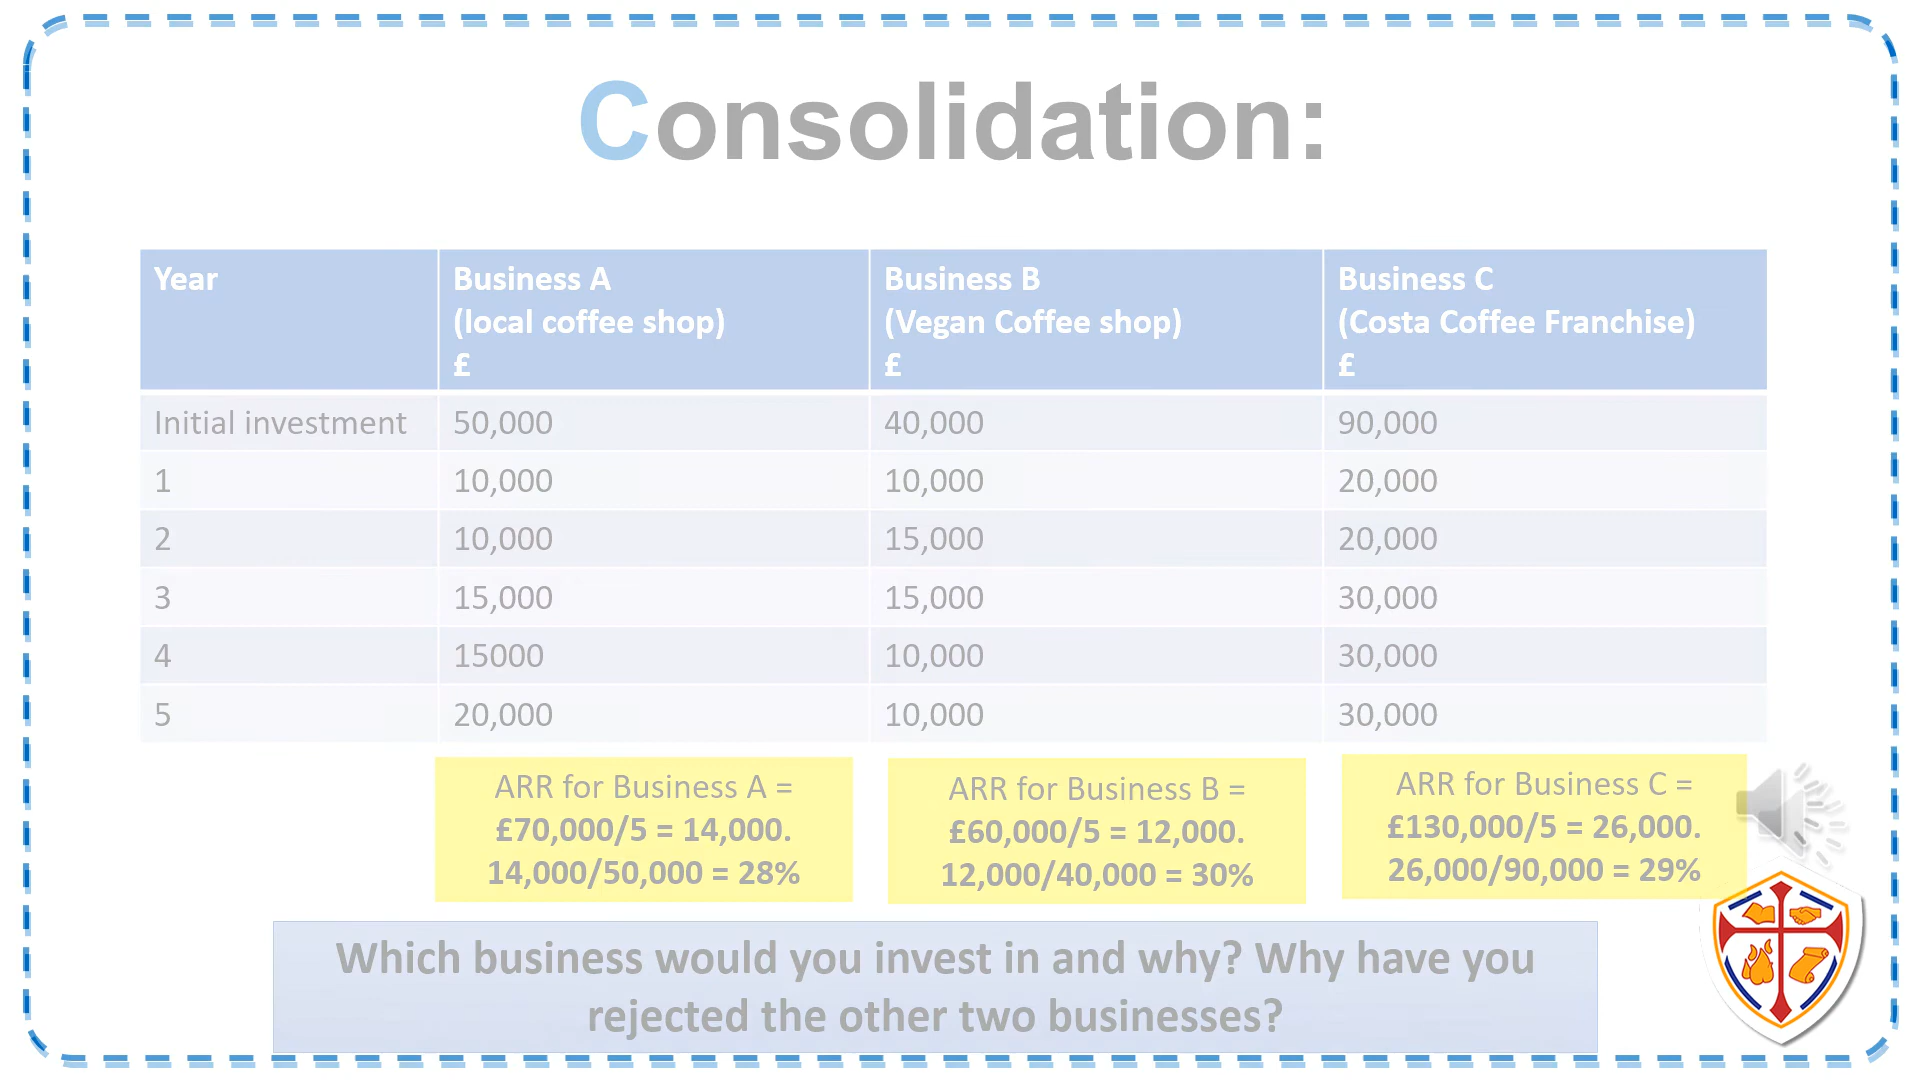 Consolidation:
Year
Business A
(local coffee shop)
£
Business B
(Vegan Coffee shop)
£
Business C
(Costa Coffee Franchise)
£
Initial investment 50,000 40,000 90,000
1 10,000 10,000 20,000
2 10,000 15,000 20,000
3 15,000 15,000 30,000
4 15000 10,000 30,000
5 20,000 10,000 30,000
ARR for Business A =
£70,000/5 = 14,000.
14,000/50,000 = 28%
ARR for Business B =
£60,000/5 = 12,000.
12,000/40,000 = 30%
ARR for Business C =
£130,000/5 = 26,000.
26,000/90,000 = 29%
Which business would you invest in and why? Why have you
rejected the other two businesses?